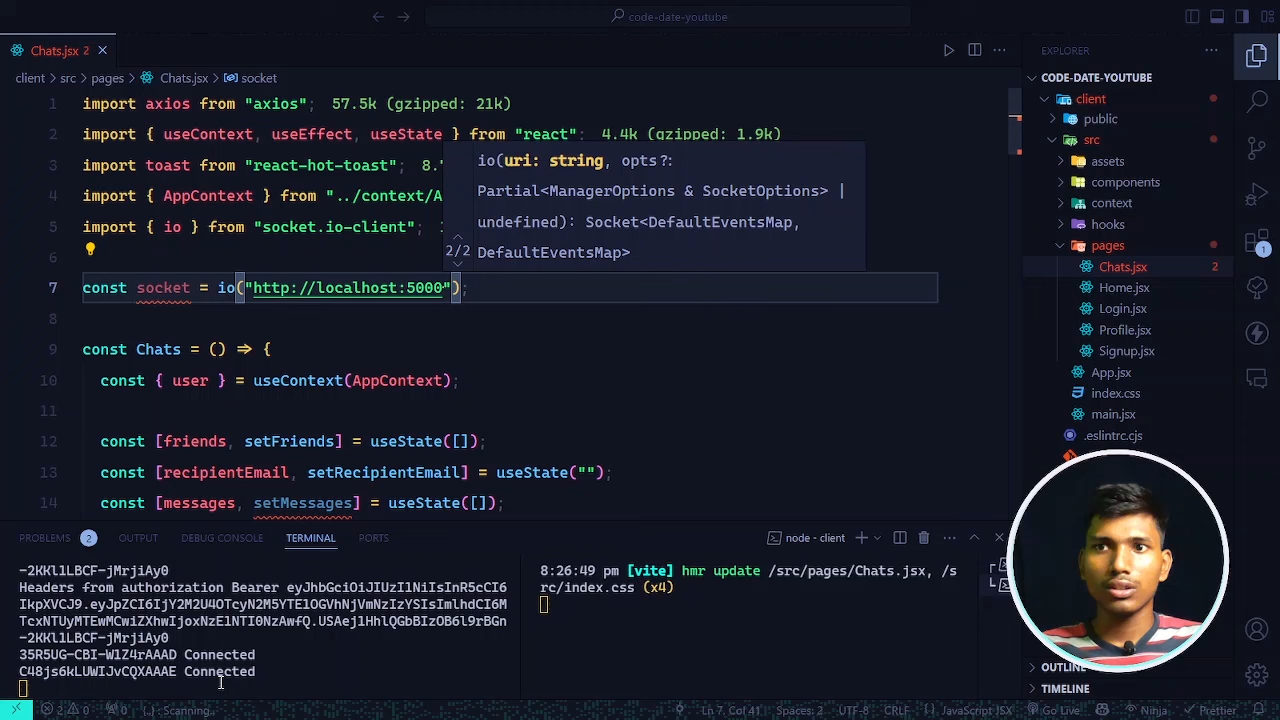 code-date-youtube
Chats.jsx 2
client > src > pages > Chats.jsx > socket
1 import axios from "axios"; 57.5k (gzipped: 21k)
2 import { useContext, useEffect, useState } from "react"; 4.4k (gzipped: 1.9k)
3 import toast from "react-hot-toast"; 8.
4 import { AppContext } from "../context/A
5 import { io } from "socket.io-client";
6
7 const socket = io("http://localhost:5000");
8
9 const Chats = () => {
10 const { user } = useContext(AppContext);
11
12 const [friends, setFriends] = useState([]);
13 const [recipientEmail, setRecipientEmail] = useState("");
14 const [messages, setMessages] = useState([]);
io(uri: string, opts?:
Partial<ManagerOptions & SocketOptions> |
undefined): Socket<DefaultEventsMap,
2/2 DefaultEventsMap>
EXPLORER
CODE-DATE-YOUTUBE
client
public
src
assets
components
context
hooks
pages
Chats.jsx 2
Home.jsx
Login.jsx
Profile.jsx
Signup.jsx
App.jsx
index.css
main.jsx
.eslintrc.cjs
OUTLINE
TIMELINE
1
PROBLEMS 2 OUTPUT DEBUG CONSOLE TERMINAL PORTS
node - client
-2KKl1LBCF-jMrjiAy0
Headers from authorization Bearer eyJhbGciOiJIUzI1NiIsInR5cCI6
-2KKl1LBCF-jMrjiAy0
35R5UG-CBI-W1Z4rAAAD Connected
C48js6kLUWIJvCQXAAAE Connected
8:26:49 pm [vite] hmr update /src/pages/Chats.jsx, /s
rc/index.css (x4)
2 0 0 Scanning.. Ln 7, Col 41 Spaces: 2 UTF-8 CRLF JavaScript JSX Go Live Ninja Prettier